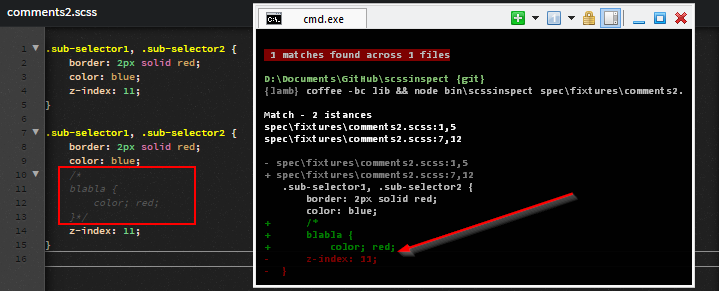 comments2.scss
1 .sub-selector1, .sub-selector2 {
2 border: 2px solid red;
3 color: blue;
4 z-index: 11;
5 }
6
7 .sub-selector1, .sub-selector2 {
8 border: 2px solid red;
9 color: blue;
10 /*
11 blabla {
12 color; red;
13 }*/
14 z-index: 11;
15 }
16
cmd.exe
1 matches found across 1 files
D:\Documents\GitHub\scssinspect {git}
{lamb} coffee -bc lib && node bin\scssinspect spec\fixtures\comments2.
Match - 2 istances
spec\fixtures\comments2.scss:1,5
spec\fixtures\comments2.scss:7,12
- spec\fixtures\comments2.scss:1,5
+ spec\fixtures\comments2.scss:7,12
.sub-selector1, .sub-selector2 {
border: 2px solid red;
color: blue;
+ /*
+ blabla {
+ color; red;
- z-index: 11;
- }